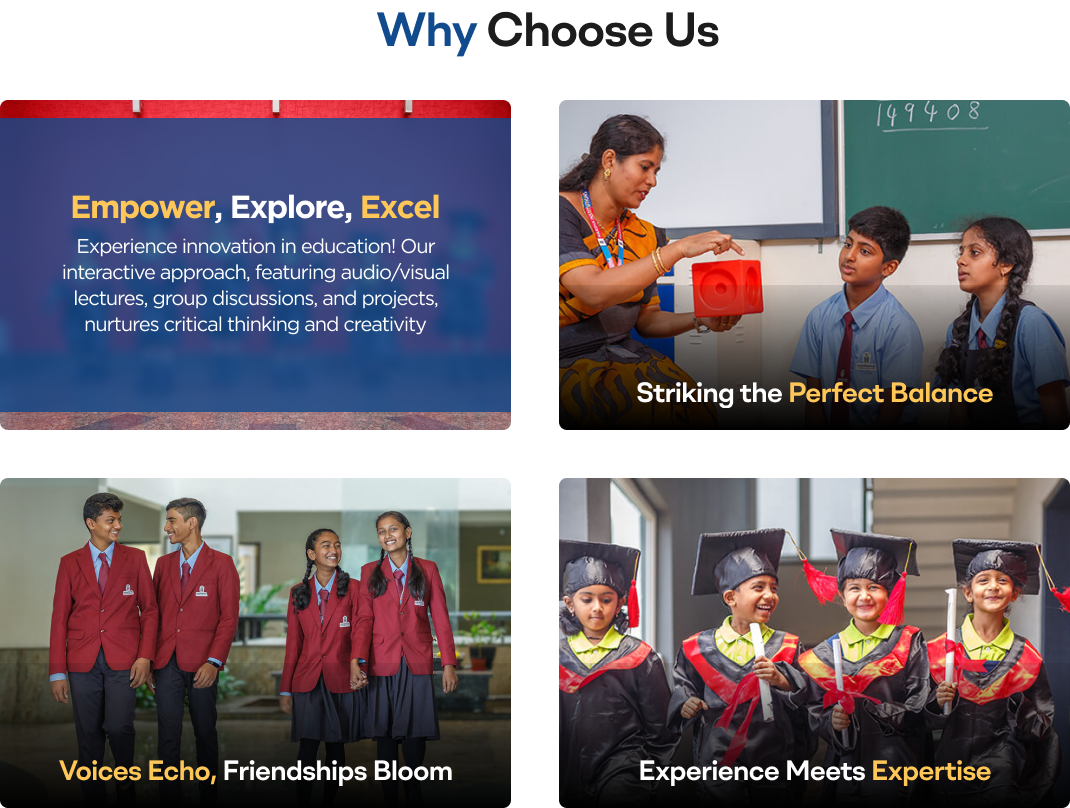 Why Choose Us
Empower, Explore, Excel
Experience innovation in education! Our
interactive approach, featuring audio/visual
lectures, group discussions, and projects,
nurtures critical thinking and creativity
149408
Striking the Perfect Balance
Voices Echo, Friendships Bloom
Experience Meets Expertise